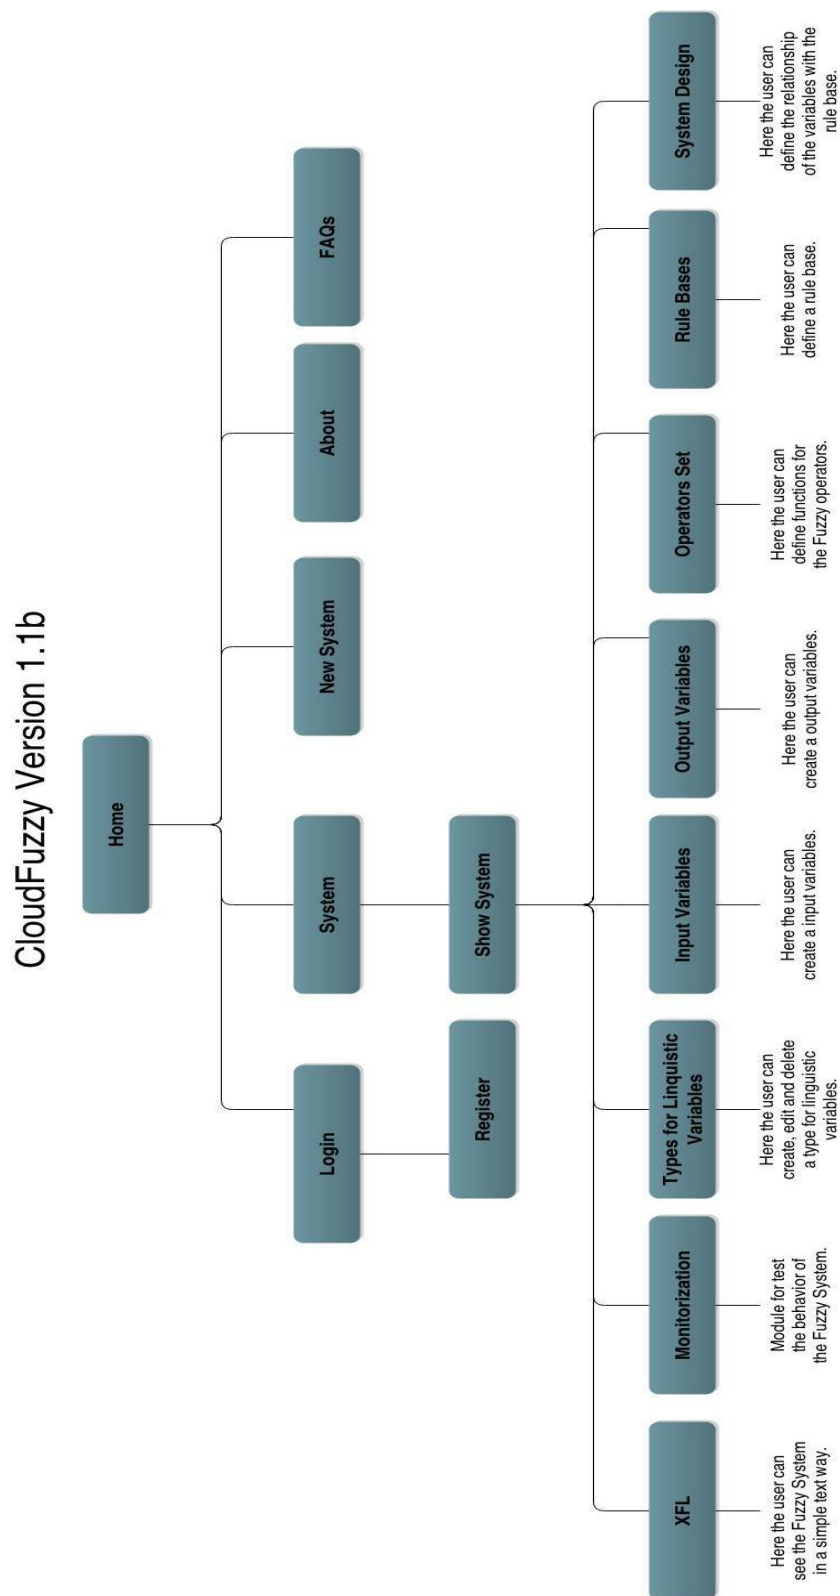 CloudFuzzy Version 1.1b
Home
Login
System
New System
About
FAQs
Register
Show System
XFL
Monitorization
Types for Linquistic
Variables
Input Variables
Output Variables
Operators Set
Rule Bases
System Design
Here the user can
see the Fuzzy System
in a simple text way.
Module for test
the behavior of
the Fuzzy System.
Here the user can
create, edit and delete
a type for linguistic
variables.
Here the user can
create a input variables.
Here the user can
create a output variables.
Here the user can
define functions for
the Fuzzy operators.
Here the user can
define a rule base.
Here the user can
define the relationship
of the variables with the
rule base.